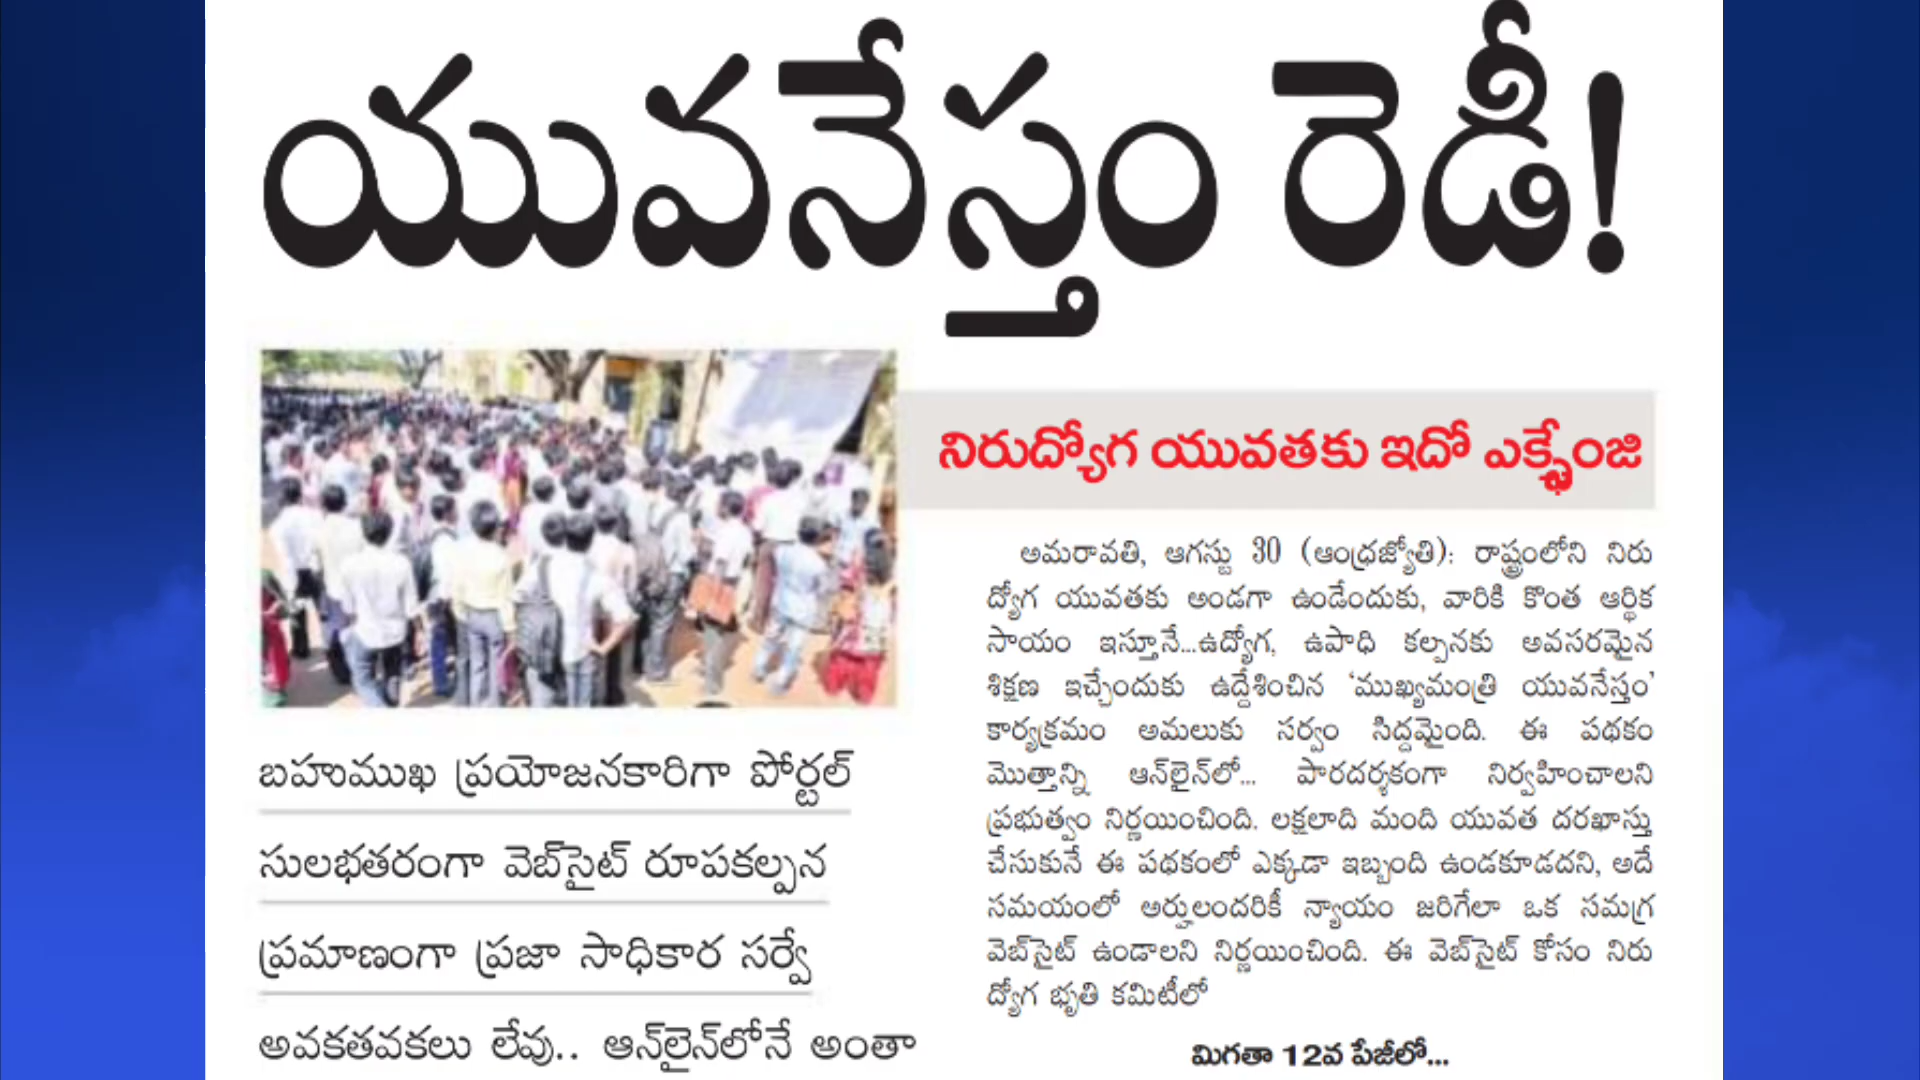 యువనేస్తం రెడీ!
నిరుద్యోగ యువతకు ఇదో ఎక్స్ఛేంజి
బహుముఖ ప్రయోజనకారిగా పోర్టల్
సులభతరంగా వెబ్‌సైట్ రూపకల్పన
ప్రమాణంగా ప్రజా సాధికార సర్వే
అవకతవకలు లేవు.. ఆన్‌లైన్‌లోనే అంతా
అమరావతి, ఆగస్టు 30 (ఆంధ్రజ్యోతి): రాష్ట్రంలోని నిరు
ద్యోగ యువతకు అండగా ఉండేందుకు, వారికి కొంత ఆర్థిక
సాయం ఇస్తూనే...ఉద్యోగ, ఉపాధి కల్పనకు అవసరమైన
శిక్షణ ఇచ్చేందుకు ఉద్దేశించిన ‘ముఖ్యమంత్రి యువనేస్తం’
కార్యక్రమం అమలుకు సర్వం సిద్దమైంది. ఈ పథకం
మొత్తాన్ని ఆన్‌లైన్‌లో... పారదర్శకంగా నిర్వహించాలని
ప్రభుత్వం నిర్ణయించింది. లక్షలాది మంది యువత దరఖాస్తు
చేసుకునే ఈ పథకంలో ఎక్కడా ఇబ్బంది ఉండకూడదని, అదే
సమయంలో అర్హులందరికీ న్యాయం జరిగేలా ఒక సమగ్ర
వెబ్‌సైట్ ఉండాలని నిర్ణయించింది. ఈ వెబ్‌సైట్ కోసం నిరు
ద్యోగ భృతి కమిటీలో
మిగతా 12వ పేజీలో...